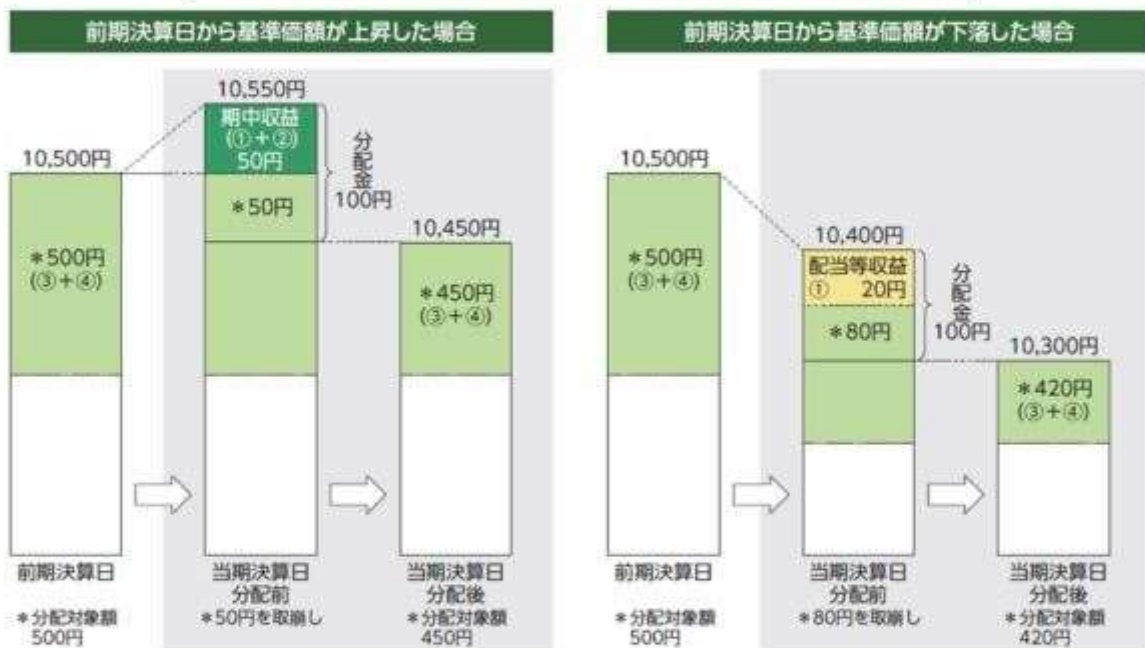 前期決算日から基準価額が上昇した場合
10,550円
期中収益
(①+②)
50円
分配金
100円
10,500円
*50円
10,450円
*500円
(③+④)
*450円
(③+④)
前期決算日
当期決算日
分配前
当期決算日
分配後
*分配対象額
500円
*50円を取崩し
*分配対象額
450円
前期決算日から基準価額が下落した場合
10,500円
10,400円
配当等収益
① 20円
分配金
100円
*500円
(③+④)
*80円
10,300円
*420円
(③+④)
前期決算日
当期決算日
分配前
当期決算日
分配後
*分配対象額
500円
*80円を取崩し
*分配対象額
420円